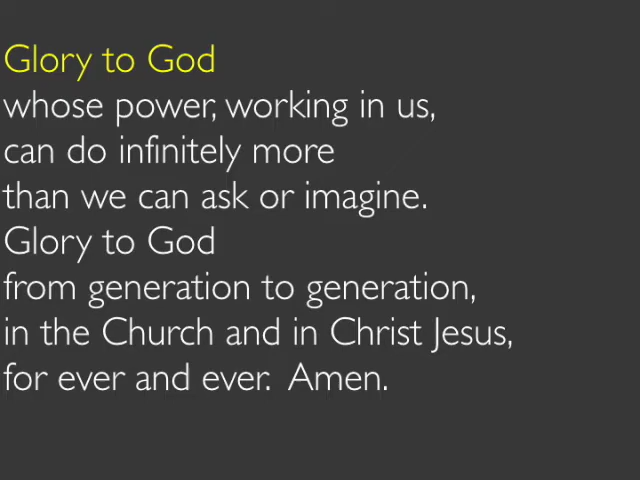 Glory to God
whose power, working in us,
can do infinitely more
than we can ask or imagine.
Glory to God
from generation to generation,
in the Church and in Christ Jesus,
for ever and ever.  Amen.